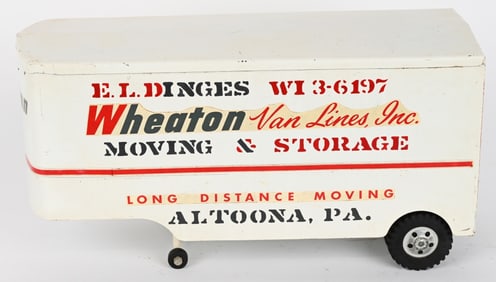 E.L.DINGES WI 3-6197
Wheaton Van Lines, Inc.
MOVING & STORAGE
LONG DISTANCE MOVING
ALTOONA, PA.